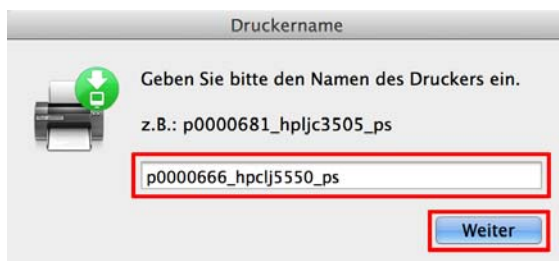 Druckername
Geben Sie bitte den Namen des Druckers ein.
z.B.: p0000681_hpljc3505_ps
p0000666_hpclj5550_ps
Weiter